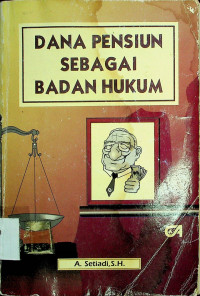 DANA PENSIUN
SEBAGAI
BADAN HUKUM
A. Setiadi, S.H.